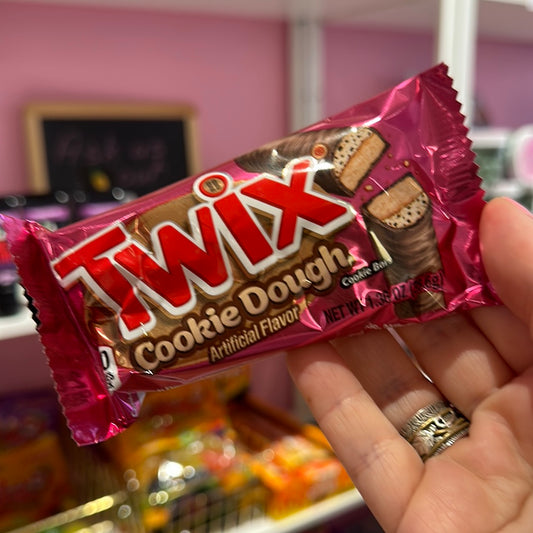 TWIX
Cookie Dough
Artificial Flavor
Cookie Bars
NET WT